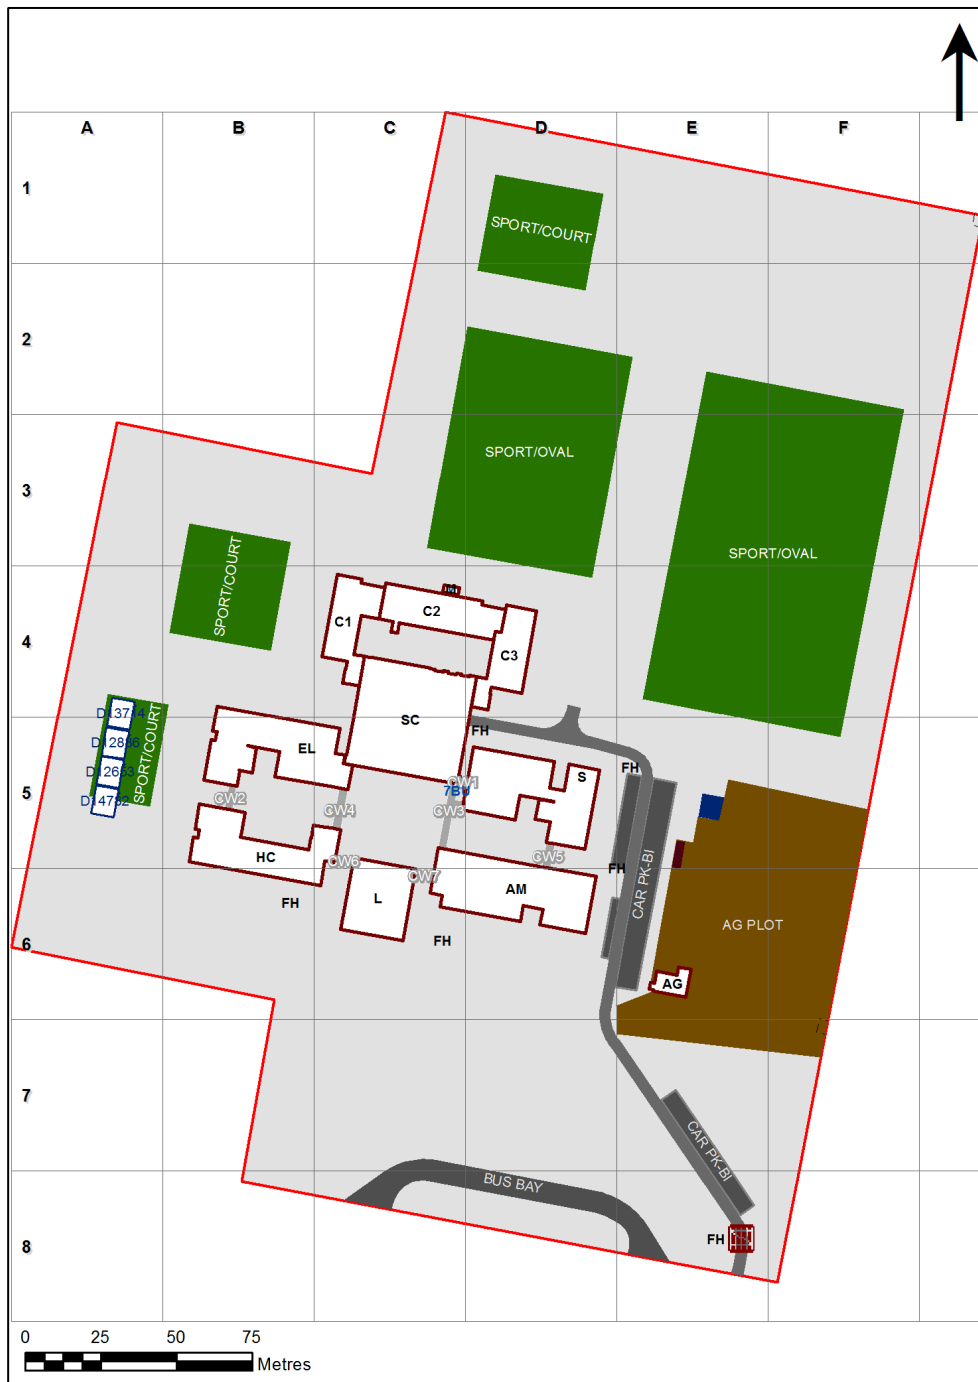 A B C D E F
1
SPORT/COURT
2
3
SPORT/OVAL
SPORT/OVAL
SPORT/COURT
C1
C2
C3
4
D13714
SPORT/COURT
SC
FH
EL
S
FH
5
7BU
CW1
CW2
CW4
CW3
HC
CW6
CW5
CW7
FH
CAR PK-BI
L
AM
FH
AG PLOT
FH
6
AG
7
CAR PK-BI
BUS BAY
FH
8
0 25 50 75
Metres